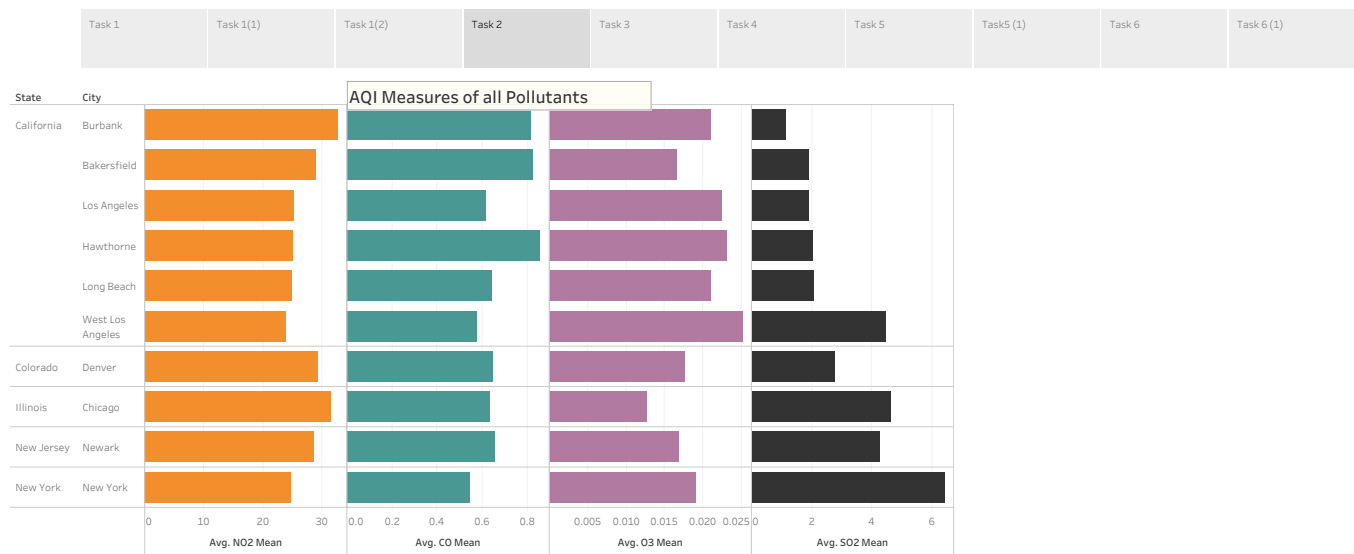 Task 1
Task 1(1)
Task 1(2)
Task 2
Task 3
Task 4
Task 5
Task5 (1)
Task 6
Task 6 (1)
AQI Measures of all Pollutants
State City
California Burbank
Bakersfield
Los Angeles
Hawthorne
Long Beach
West Los
Angeles
Colorado Denver
Illinois Chicago
New Jersey Newark
New York New York
0 10 20 30
0.0 0.2 0.4 0.6 0.8
0.005 0.010 0.015 0.020 0.025
0 2 4 6
Avg. NO2 Mean
Avg. CO Mean
Avg. O3 Mean
Avg. SO2 Mean